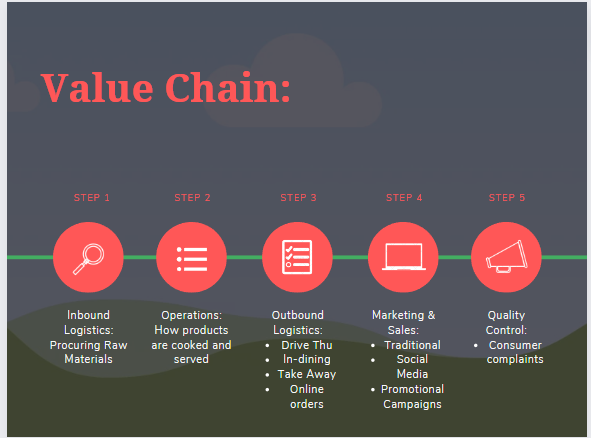 Value Chain:
STEP 1
STEP 2
STEP 3
STEP 4
STEP 5
Inbound
Logistics:
Procuring Raw
Materials
Operations:
How products
are cooked and
served
Outbound
Logistics:
• Drive Thu
• In-dining
• Take Away
• Online
orders
Marketing &
Sales:
• Traditional
• Social
Media
• Promotional
Campaigns
Quality
Control:
• Consumer
complaints